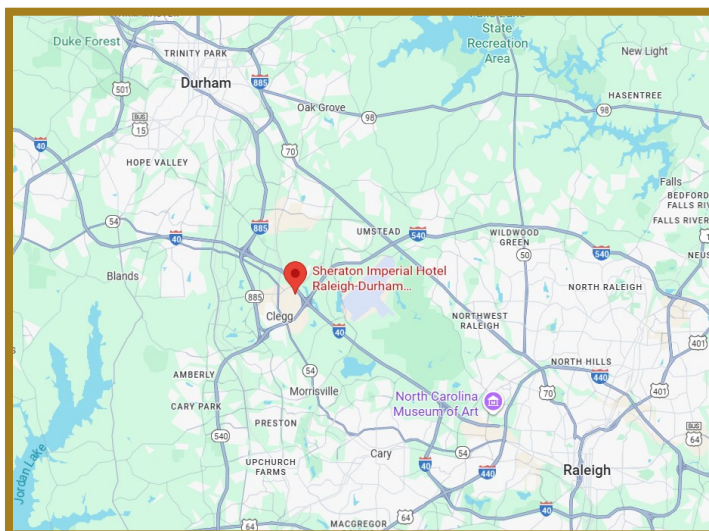 Duke Forest
TRINITY PARK
Durham
885
State
Recreation
Area
New Light
HASENTREE
98
501
Oak Grove
98
BUS
15
70
40
HOPE VALLEY
Falls
BEDFORD
FALLS RIV
FALLS RIVER
54
40
885
UMSTEAD
540
WILDWOOD
GREEN
50
540
NEUS
Blands
Sheraton Imperial Hotel
Raleigh-Durham...
885
Clegg
40
NORTH RALEIGH
NORTHWEST
RALEIGH
401
54
NORTH HILLS
AMBERLY
Morrisville
North Carolina
Museum of Art
70
440
401
CARY PARK
PRESTON
540
BUS
64
Jordan Lake
UPCHURCH
FARMS
Cary
54
40
440
Raleigh
64
MACGREGOR
64
40